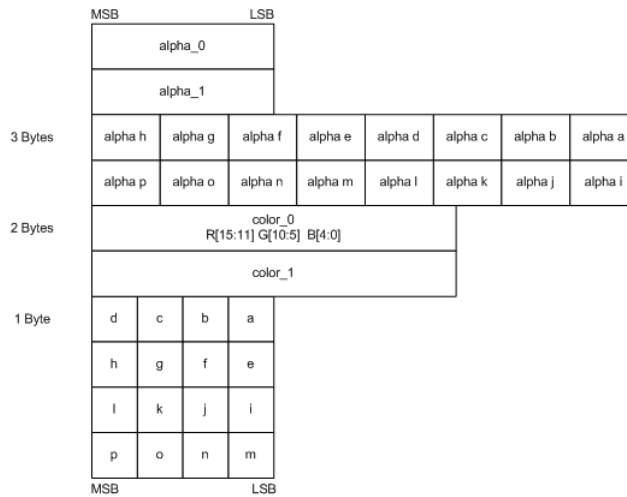 MSB LSB
alpha_0
alpha_1
3 Bytes alpha h alpha g alpha f alpha e alpha d alpha c alpha b alpha a
alpha p alpha o alpha n alpha m alpha l alpha k alpha j alpha i
2 Bytes color_0
R[15:11] G[10:5] B[4:0]
color_1
1 Byte d c b a
h g f e
l k j i
p o n m
MSB LSB